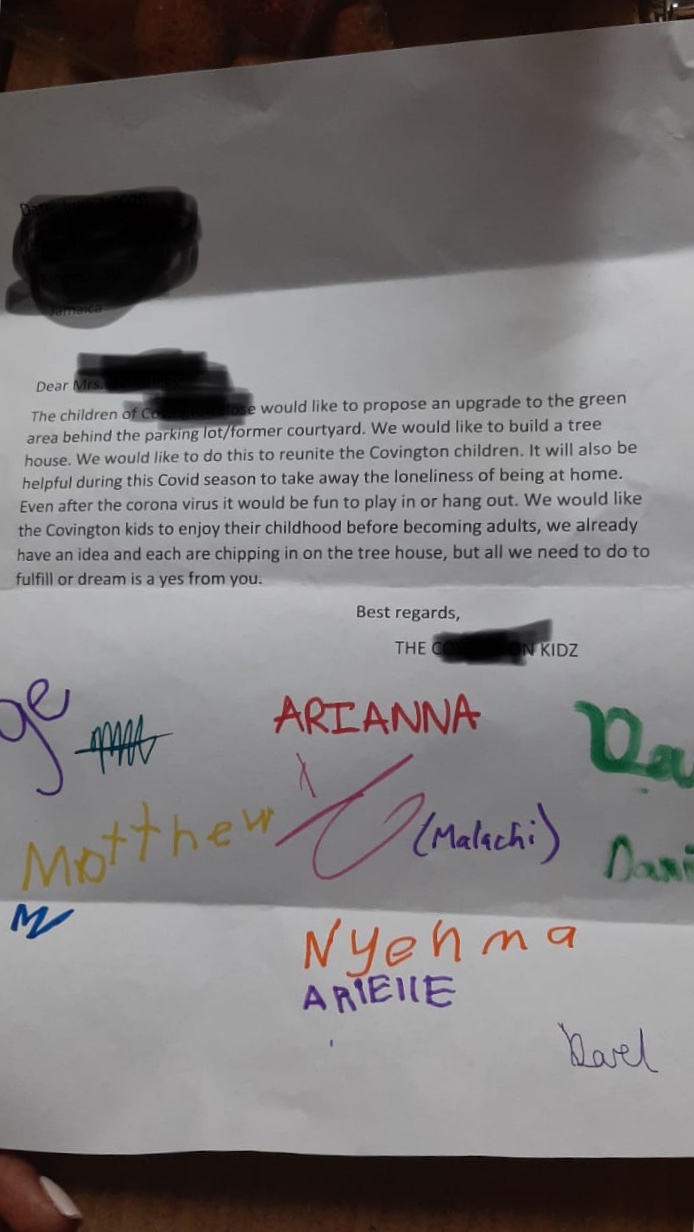 Jamaica
Dear Mrs.
The children of would like to propose an upgrade to the green
area behind the parking lot/former courtyard. We would like to build a tree
house. We would like to do this to reunite the Covington children. It will also be
helpful during this Covid season to take away the loneliness of being at home.
Even after the corona virus it would be fun to play in or hang out. We would like
the Covington kids to enjoy their childhood before becoming adults, we already
have an idea and each are chipping in on the tree house, but all we need to do to
fulfill or dream is a yes from you.
Best regards,
THE KIDZ
ARIANNA
Matthew
(Malachi)
Nyehma
ARIEllE